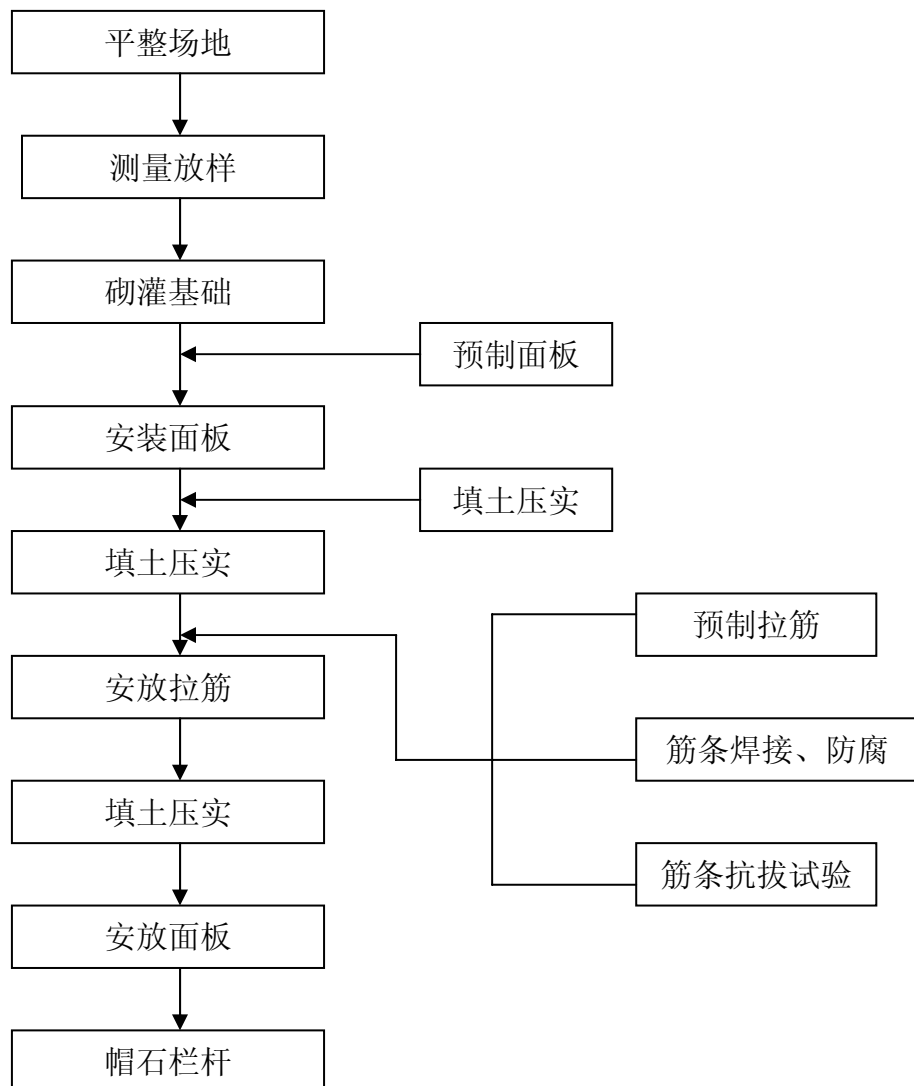 平整场地
测量放样
砌灌基础
预制面板
安装面板
填土压实
填土压实
预制拉筋
安放拉筋
筋条焊接、防腐
填土压实
筋条抗拔试验
安放面板
帽石栏杆